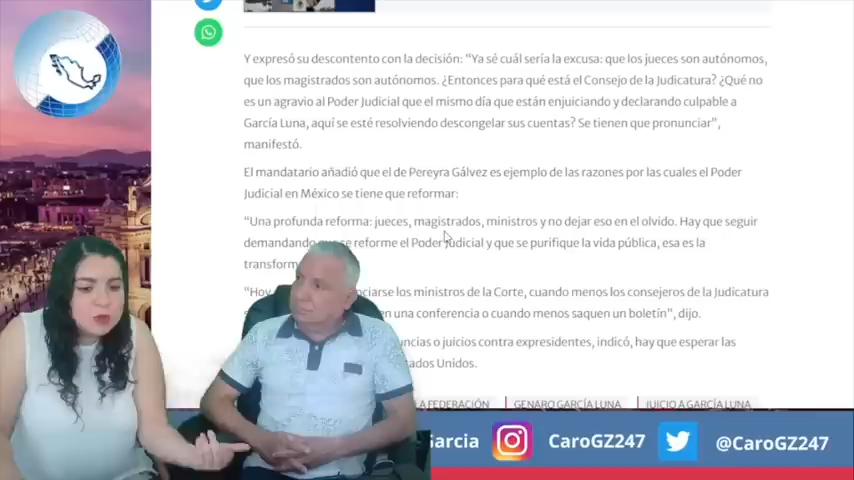 Y expresó su descontento con la decisión: “Ya sé cuál sería la excusa: que los jueces son autónomos,
que los magistrados son autónomos. ¿Entonces para qué está el Consejo de la Judicatura? ¿Qué no
es un agravio al Poder Judicial que el mismo día que están enjuiciando y declarando culpable a
García Luna, aquí se esté resolviendo descongelar sus cuentas? Se tienen que pronunciar”,
manifestó.
El mandatario añadió que el de Pereyra Gálvez es ejemplo de las razones por las cuales el Poder
Judicial en México se tiene que reformar:
“Una profunda reforma: jueces, magistrados, ministros y no dejar eso en el olvido. Hay que seguir
demandando se reforme el Poder Judicial y que se purifique la vida pública, esa es la
“Hoy los ministros de la Corte, cuando menos los consejeros de la Judicatura
en una conferencia o cuando menos saquen un boletín”, dijo.
o juicios contra expresidentes, indicó, hay que esperar las
Unidos.
LA FEDERACIÓN GENARO GARCÍA LUNA JUICIO A GARCÍA LUNA
Garcia CaroGZ247 @CaroGZ247